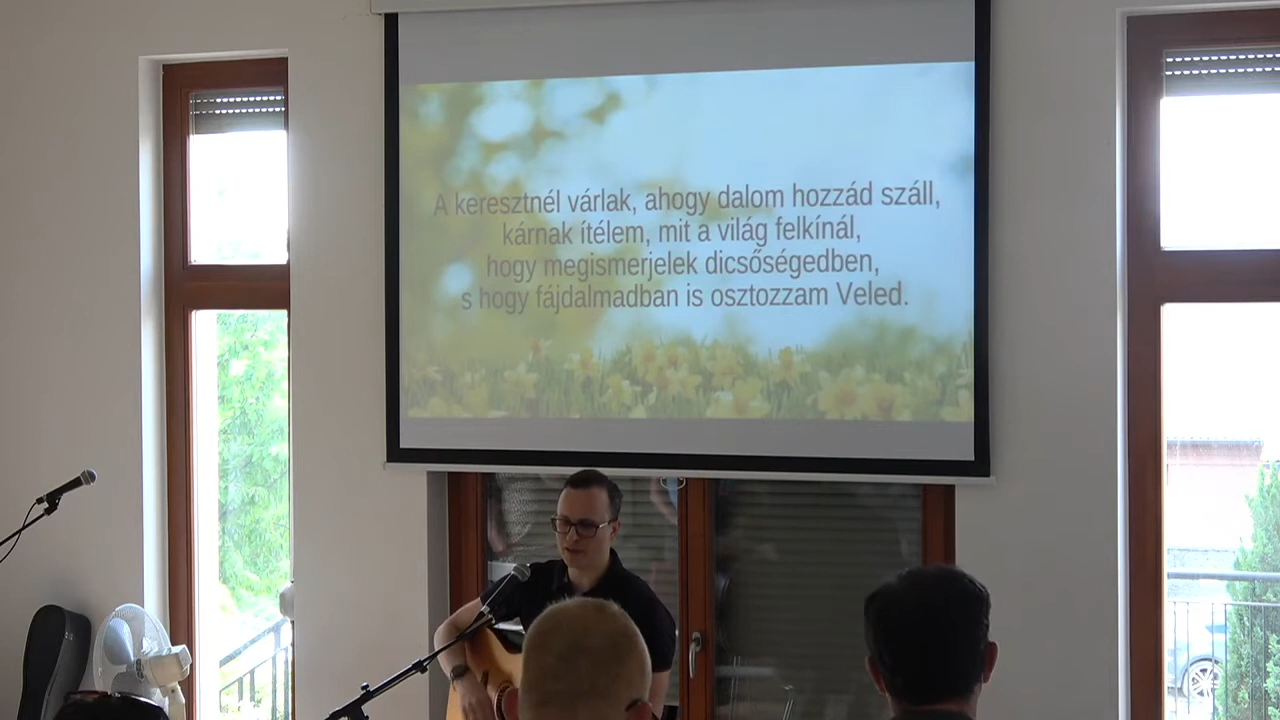 A keresztnél várlak, ahogy dalom hozzád száll,
kárnak ítélem, mit a világ felkínál,
hogy megismerjelek dicsőségedben,
s hogy fájdalmadban is osztozzam Veled.